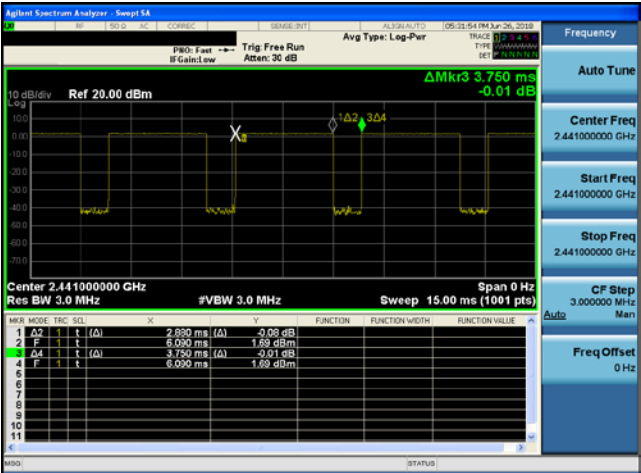 Agilent Spectrum Analyzer - Swept SA
RF 50 Ω AC CORREC SENSE:INT ALIGN AUTO 05:31:54 PM Jun 26, 2018
PNO: Fast Trig: Free Run Avg Type: Log-Pwr TRACE 1 2 3 4 5 6
IFGain:Low Atten: 30 dB TYPE
DET P N N N N N
ΔMkr3 3.750 ms
-0.01 dB
10 dB/div Ref 20.00 dBm
Log
10.0
0.00
-10.0
-20.0
-30.0
-40.0
-50.0
-60.0
-70.0
1Δ2 3Δ4
Center 2.441000000 GHz Span 0 Hz
Res BW 3.0 MHz #VBW 3.0 MHz Sweep 15.00 ms (1001 pts)
MKR MODE TRC SCL X Y FUNCTION FUNCTION WIDTH FUNCTION VALUE
1 Δ2 1 t (Δ) 2.880 ms (Δ) -0.08 dB
2 F 1 t 6.090 ms 1.69 dBm
3 Δ4 1 t (Δ) 3.750 ms (Δ) -0.01 dB
4 F 1 t 6.090 ms 1.69 dBm
5
6
7
8
9
10
11
MSG STATUS
Frequency
Auto Tune
Center Freq
2.441000000 GHz
Start Freq
2.441000000 GHz
Stop Freq
2.441000000 GHz
CF Step
3.000000 MHz
Auto Man
Freq Offset
0 Hz